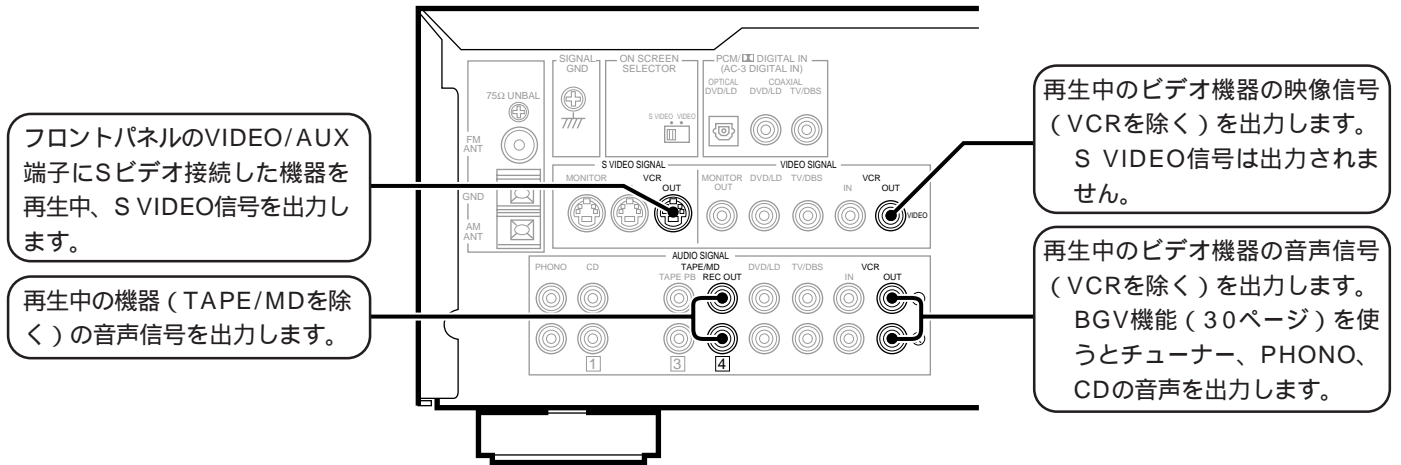 フロントパネルのVIDEO/AUX
端子にSビデオ接続した機器を
再生中、S VIDEO信号を出力し
ます。
再生中の機器（TAPE/MDを除
く）の音声信号を出力します。
SIGNAL
GND
ON SCREEN
SELECTOR
S VIDEO VIDEO
PCM/ DIGITAL IN
(AC-3 DIGITAL IN)
OPTICAL COAXIAL
DVD/LD DVD/LD TV/DBS
75Ω UNBAL
FM
ANT
GND
AM
ANT
S VIDEO SIGNAL VIDEO SIGNAL
MONITOR VCR
OUT
MONITOR DVD/LD TV/DBS VCR
OUT IN OUT
VIDEO
AUDIO SIGNAL
PHONO CD TAPE/MD DVD/LD TV/DBS VCR
TAPE PB REC OUT IN OUT
1 3 4
再生中のビデオ機器の映像信号
（VCRを除く）を出力します。
S VIDEO信号は出力されま
せん。
再生中のビデオ機器の音声信号
（VCRを除く）を出力します。
BGV機能（30ページ）を使
うとチューナー、PHONO、
CDの音声を出力します。